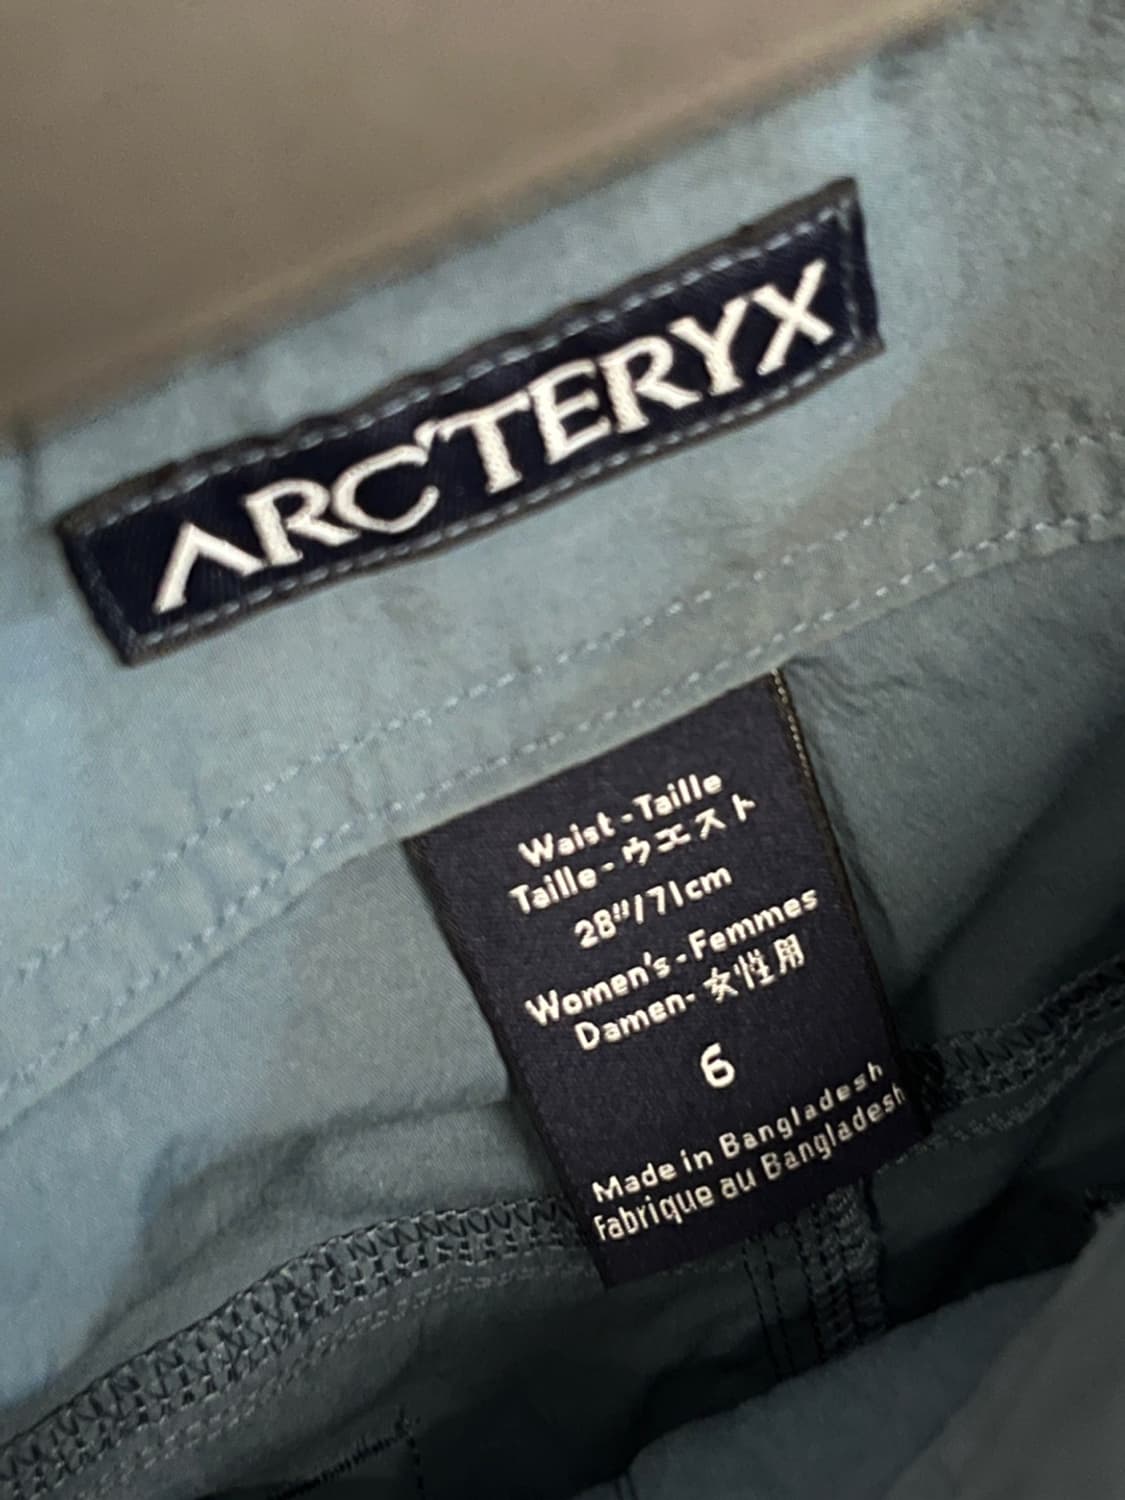 ARC'TERYX
Waist - Taille
Taille - ウエスト
28"/71cm
Women's - Femmes
Damen- 女性用
6
Made in Bangladesh
Fabrique au Bangladesh